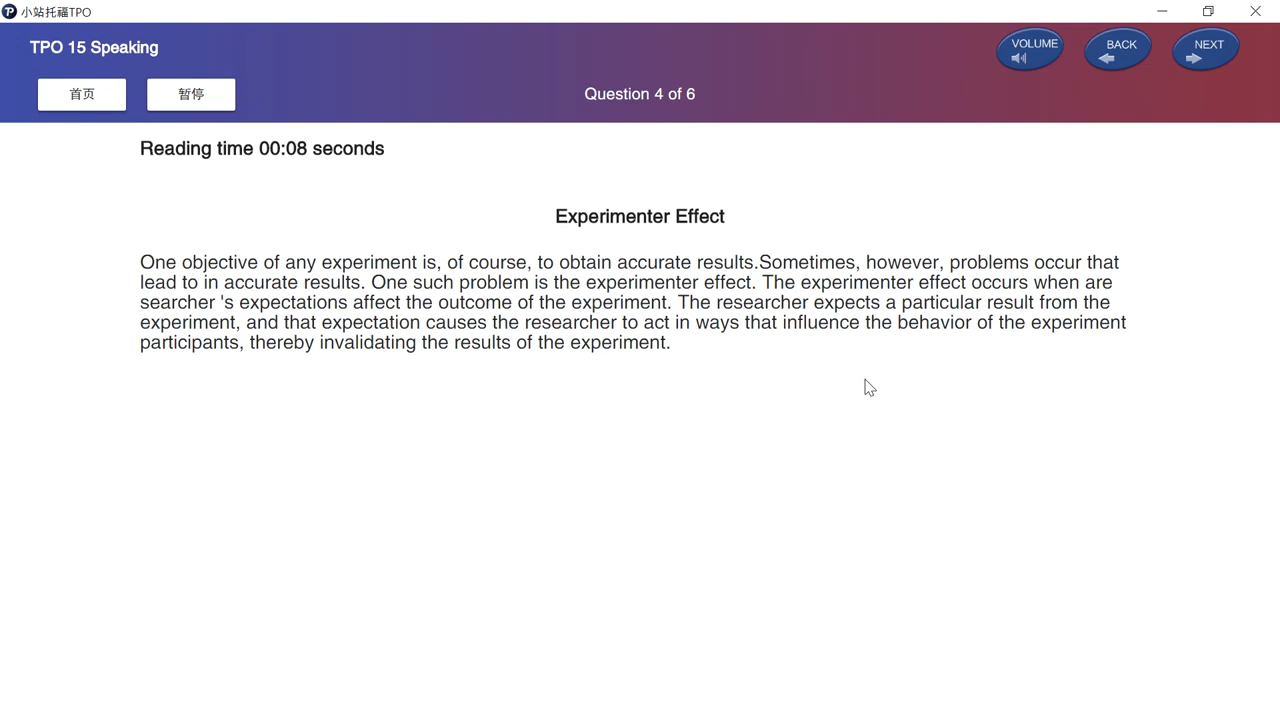 小站托福TPO
TPO 15 Speaking
VOLUME
BACK
NEXT
首页
暂停
Question 4 of 6
Reading time 00:08 seconds
Experimenter Effect
One objective of any experiment is, of course, to obtain accurate results.Sometimes, however, problems occur that
lead to in accurate results. One such problem is the experimenter effect. The experimenter effect occurs when are
searcher 's expectations affect the outcome of the experiment. The researcher expects a particular result from the
experiment, and that expectation causes the researcher to act in ways that influence the behavior of the experiment
participants, thereby invalidating the results of the experiment.